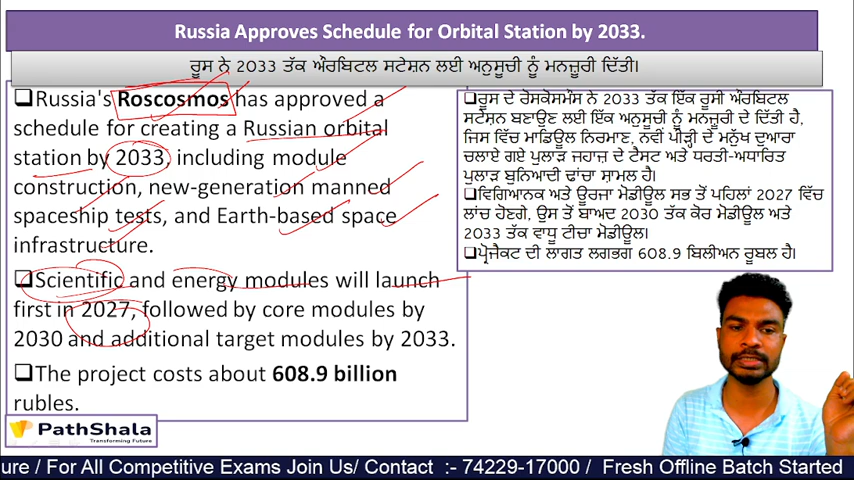 Russia Approves Schedule for Orbital Station by 2033.
ਰੂਸ ਨੇ 2033 ਤੱਕ ਔਰਬਿਟਲ ਸਟੇਸ਼ਨ ਲਈ ਅਨੁਸੂਚੀ ਨੂੰ ਮਨਜ਼ੂਰੀ ਦਿੱਤੀ।
Russia's Roscosmos has approved a
schedule for creating a Russian orbital
station by 2033, including module
construction, new-generation manned
spaceship tests, and Earth-based space
infrastructure.
Scientific and energy modules will launch
first in 2027, followed by core modules by
2030 and additional target modules by 2033.
The project costs about 608.9 billion
rubles.
ਰੂਸ ਦੇ ਰੋਸਕੋਸਮੌਸ ਨੇ 2033 ਤੱਕ ਇੱਕ ਰੂਸੀ ਔਰਬਿਟਲ
ਸਟੇਸ਼ਨ ਬਣਾਉਣ ਲਈ ਇੱਕ ਅਨੁਸੂਚੀ ਨੂੰ ਮਨਜ਼ੂਰੀ ਦੇ ਦਿੱਤੀ ਹੈ,
ਜਿਸ ਵਿੱਚ ਮਾਡਿਊਲ ਨਿਰਮਾਣ, ਨਵੀਂ ਪੀੜ੍ਹੀ ਦੇ ਮਨੁੱਖ ਦੁਆਰਾ
ਚਲਾਏ ਗਏ ਪੁਲਾੜ ਜਹਾਜ਼ ਦੇ ਟੈਸਟ ਅਤੇ ਧਰਤੀ-ਅਧਾਰਿਤ
ਪੁਲਾੜ ਬੁਨਿਆਦੀ ਢਾਂਚਾ ਸ਼ਾਮਲ ਹੈ।
ਵਿਗਿਆਨਕ ਅਤੇ ਊਰਜਾ ਮੋਡੀਊਲ ਸਭ ਤੋਂ ਪਹਿਲਾਂ 2027 ਵਿੱਚ
ਲਾਂਚ ਹੋਣਗੇ, ਉਸ ਤੋਂ ਬਾਅਦ 2030 ਤੱਕ ਕੋਰ ਮੋਡੀਊਲ ਅਤੇ
2033 ਤੱਕ ਵਾਧੂ ਟੀਚਾ ਮੋਡੀਊਲ।
ਪ੍ਰੋਜੈਕਟ ਦੀ ਲਾਗਤ ਲਗਭਗ 608.9 ਬਿਲੀਅਨ ਰੂਬਲ ਹੈ।
PathShala
Transforming Future
ure / For All Competitive Exams Join Us/ Contact :- 74229-17000 / Fresh Offline Batch Started